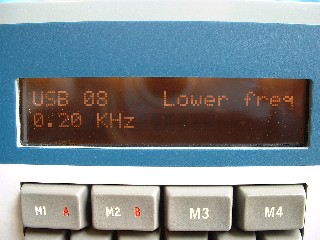 USB 08 Lower freq
0.20 KHz
M1 A M2 B M3 M4